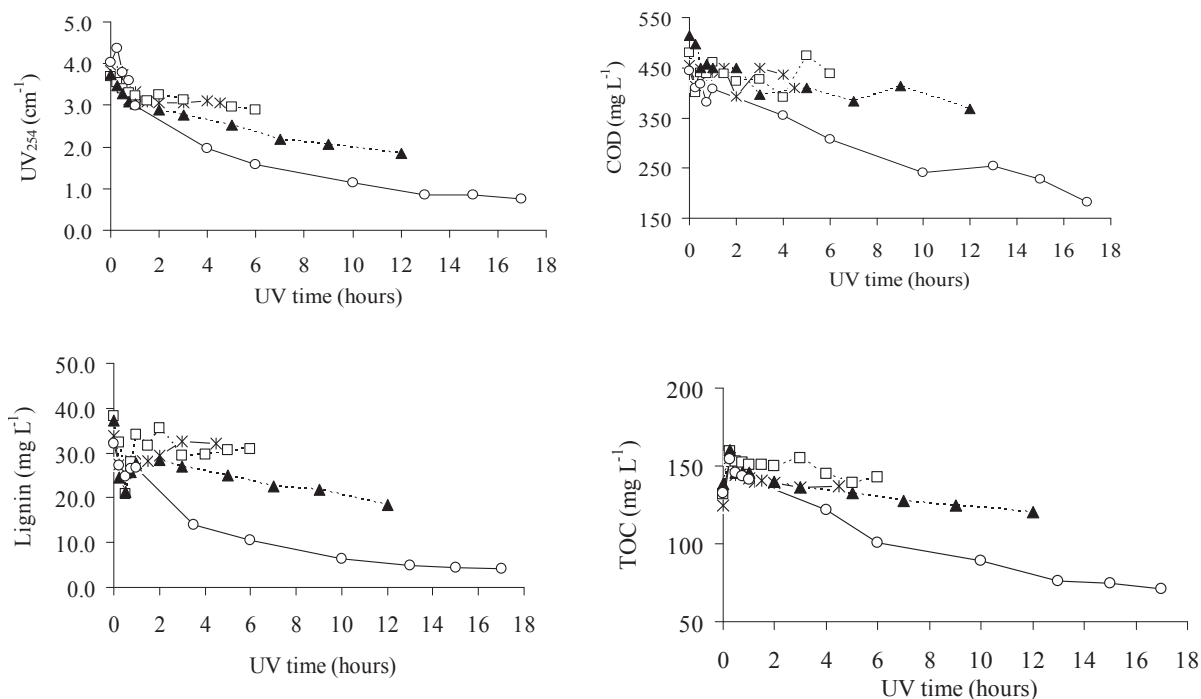 UV₂₅₄ (cm⁻¹)
5.0
4.0
3.0
2.0
1.0
0.0
0 2 4 6 8 10 12 14 16 18
UV time (hours)
COD (mg L⁻¹)
550
450
350
250
150
0 2 4 6 8 10 12 14 16 18
UV time (hours)
Lignin (mg L⁻¹)
50.0
40.0
30.0
20.0
10.0
0.0
0 2 4 6 8 10 12 14 16 18
UV time (hours)
TOC (mg L⁻¹)
200
150
100
50
0 2 4 6 8 10 12 14 16 18
UV time (hours)